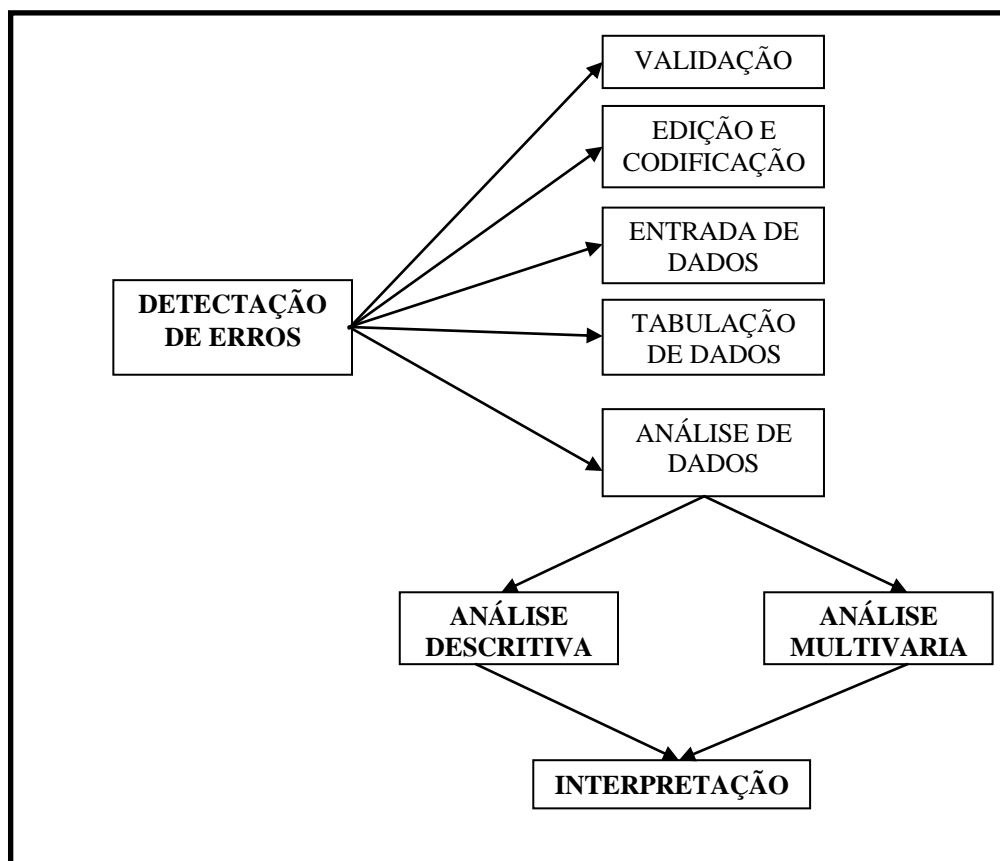 VALIDAÇÃO
EDIÇÃO E
CODIFICAÇÃO
ENTRADA DE
DADOS
DETECTAÇÃO
DE ERROS
TABULAÇÃO
DE DADOS
ANÁLISE DE
DADOS
ANÁLISE
DESCRITIVA
ANÁLISE
MULTIVARIA
INTERPRETAÇÃO